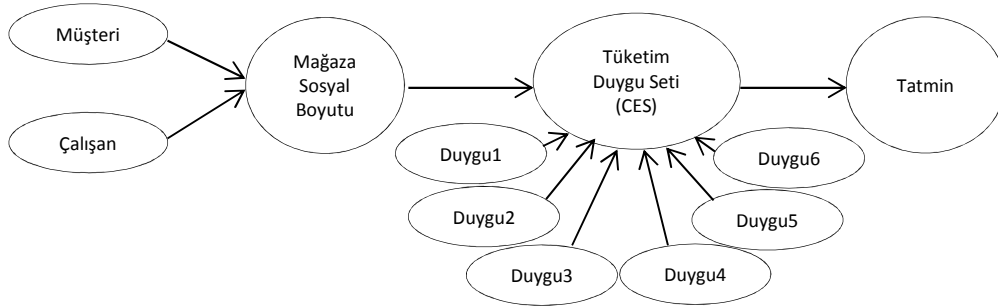 Müşteri
Çalışan
Mağaza
Sosyal
Boyutu
Tüketim
Duygu Seti
(CES)
Tatmin
Duygu1
Duygu2
Duygu3
Duygu4
Duygu5
Duygu6